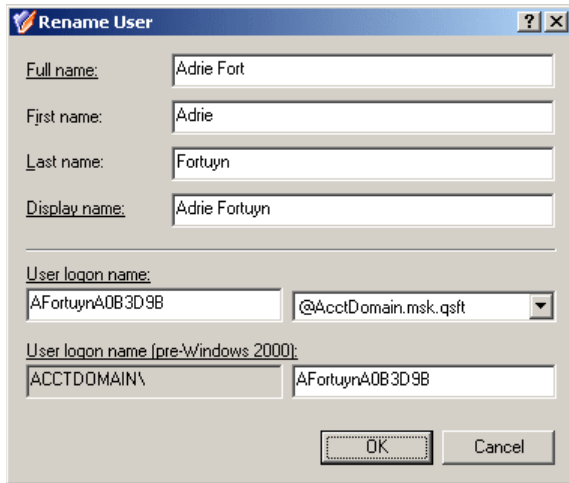 Rename User
Full name: Adrie Fort
First name: Adrie
Last name: Fortuyn
Display name: Adrie Fortuyn
User logon name:
AFortuynA0B3D9B @AcctDomain.msk.qsft
User logon name (pre-Windows 2000):
ACCTDOMAIN\ AFortuynA0B3D9B
OK Cancel